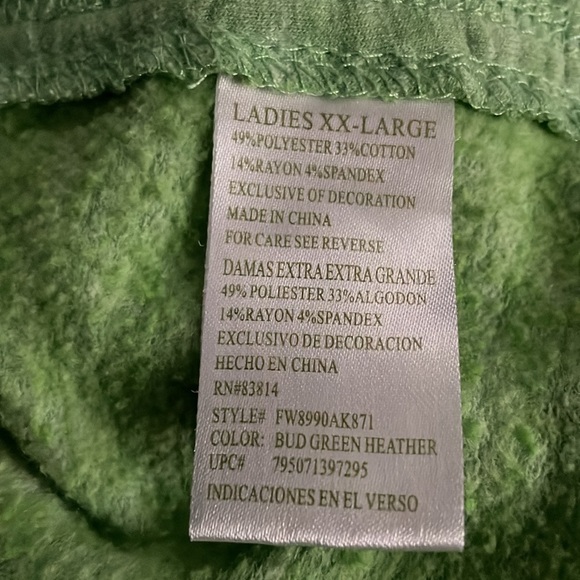 LADIES XX-LARGE
49%POLYESTER 33%COTTON
14%RAYON 4%SPANDEX
EXCLUSIVE OF DECORATION
MADE IN CHINA
FOR CARE SEE REVERSE
DAMAS EXTRA EXTRA GRANDE
49% POLIESTER 33%ALGODON
14%RAYON 4%SPANDEX
EXCLUSIVO DE DECORACION
HECHO EN CHINA
RN#83814
STYLE# FW8990AK871
COLOR: BUD GREEN HEATHER
UPC# 795071397295
INDICACIONES EN EL VERSO